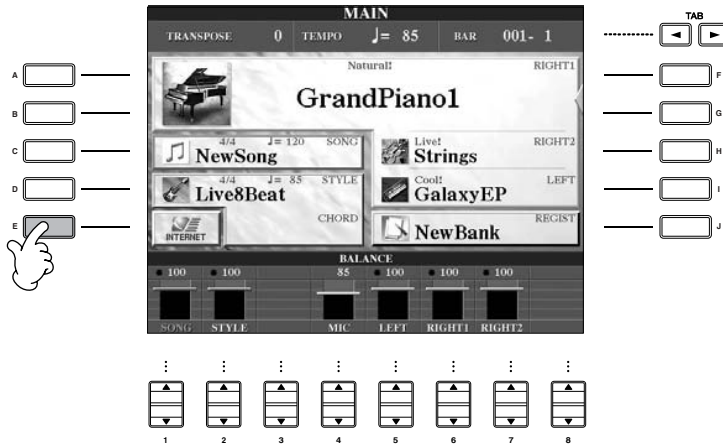 MAIN
TRANSPOSE 0 TEMPO ♩= 85 BAR 001- 1
TAB
A
B
C
D
E
Natural! RIGHT1
GrandPiano1
4/4 ♩= 120 SONG
NewSong
Live! RIGHT2
Strings
4/4 ♩= 85 STYLE
Live8Beat
Cool! LEFT
GalaxyEP
INTERNET
CHORD
REGIST
NewBank
F
G
H
I
J
BALANCE
100 100 85 100 100 100
SONG STYLE MIC LEFT RIGHT1 RIGHT2
1 2 3 4 5 6 7 8